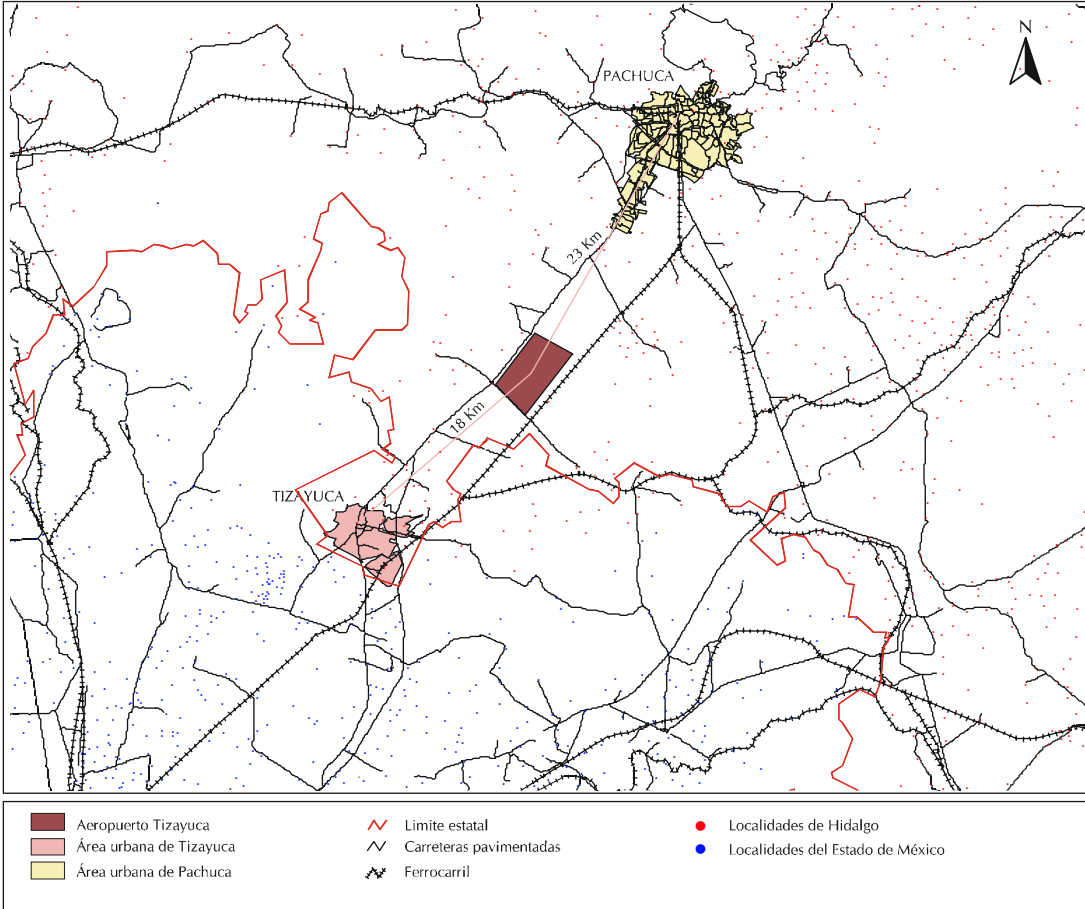 N
PACHUCA
23 Km
18 Km
TIZAYUCA
Aeropuerto Tizayuca
Área urbana de Tizayuca
Área urbana de Pachuca
Limite estatal
Carreteras pavimentadas
Ferrocarril
Localidades de Hidalgo
Localidades del Estado de México